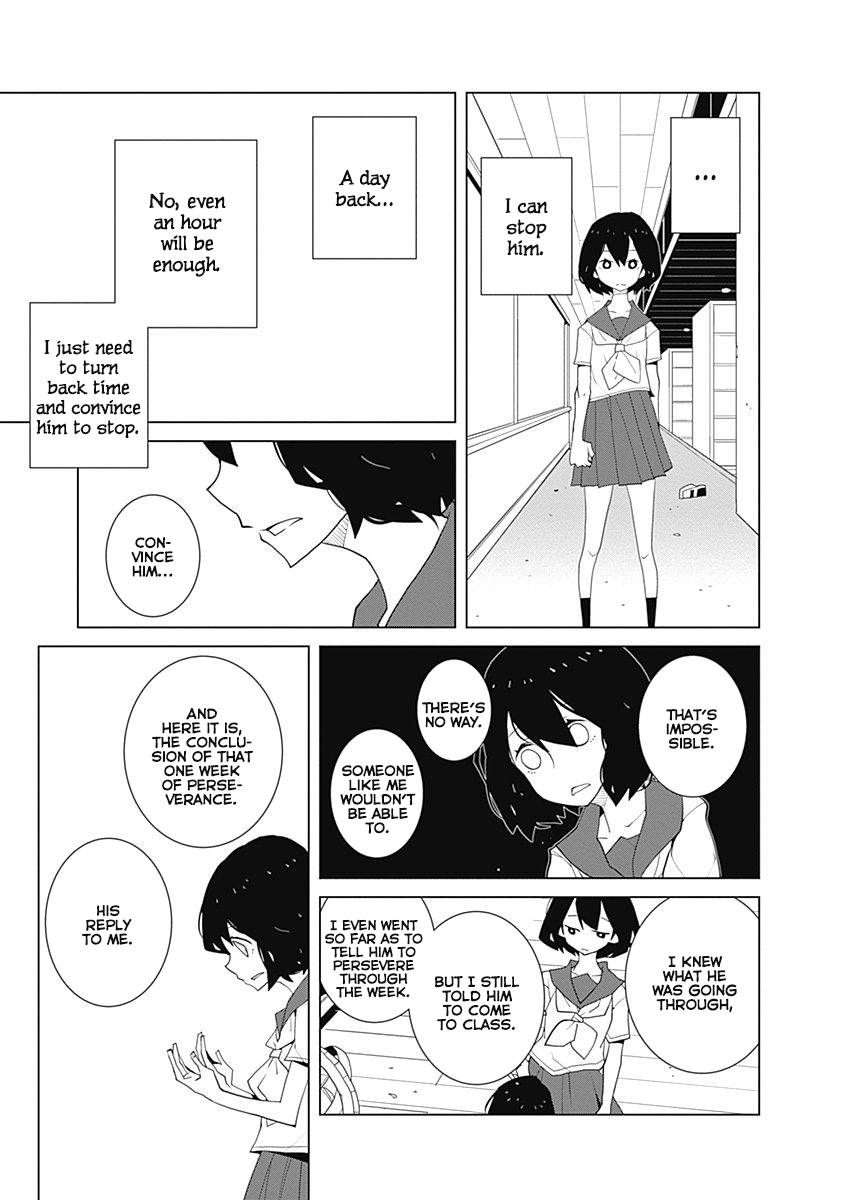 ...
I can
stop
him.
A day
back...
No, even
an hour
will be
enough.
I just need
to turn
back time
and convince
him to stop.
CON-
VINCE
HIM...
THAT'S
IMPOS-
SIBLE.
THERE'S
NO WAY.
SOMEONE
LIKE ME
WOULDN'T
BE ABLE
TO.
I KNEW
WHAT HE
WAS GOING
THROUGH,
BUT I STILL
TOLD HIM
TO COME
TO CLASS.
I EVEN WENT
SO FAR AS TO
TELL HIM TO
PERSEVERE
THROUGH
THE WEEK.
AND
HERE IT IS,
THE CONCLU-
SION OF THAT
ONE WEEK
OF PERSE-
VERANCE.
HIS
REPLY
TO ME.